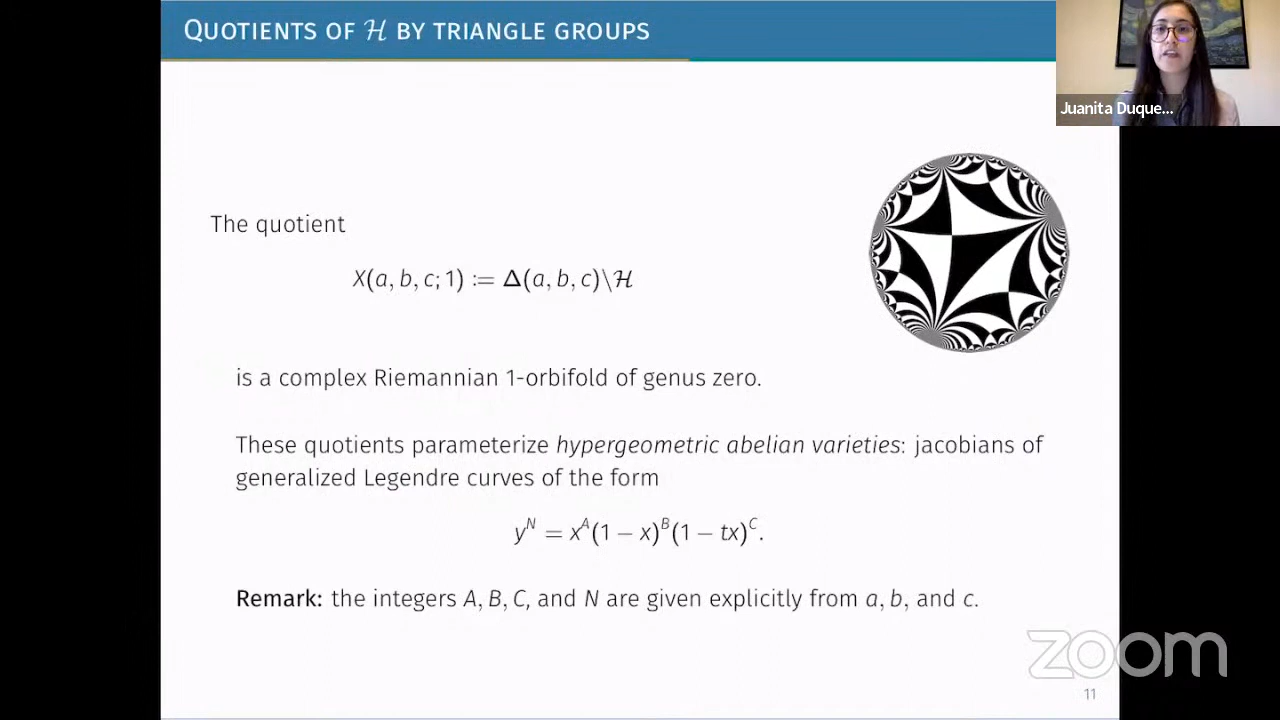 QUOTIENTS OF ℋ BY TRIANGLE GROUPS
Juanita Duque...
The quotient
X(a, b, c; 1) := Δ(a, b, c)\ℋ
is a complex Riemannian 1-orbifold of genus zero.
These quotients parameterize hypergeometric abelian varieties: jacobians of
generalized Legendre curves of the form
y^N = x^A(1 − x)^B(1 − tx)^C.
Remark: the integers A, B, C, and N are given explicitly from a, b, and c.
zoom
11